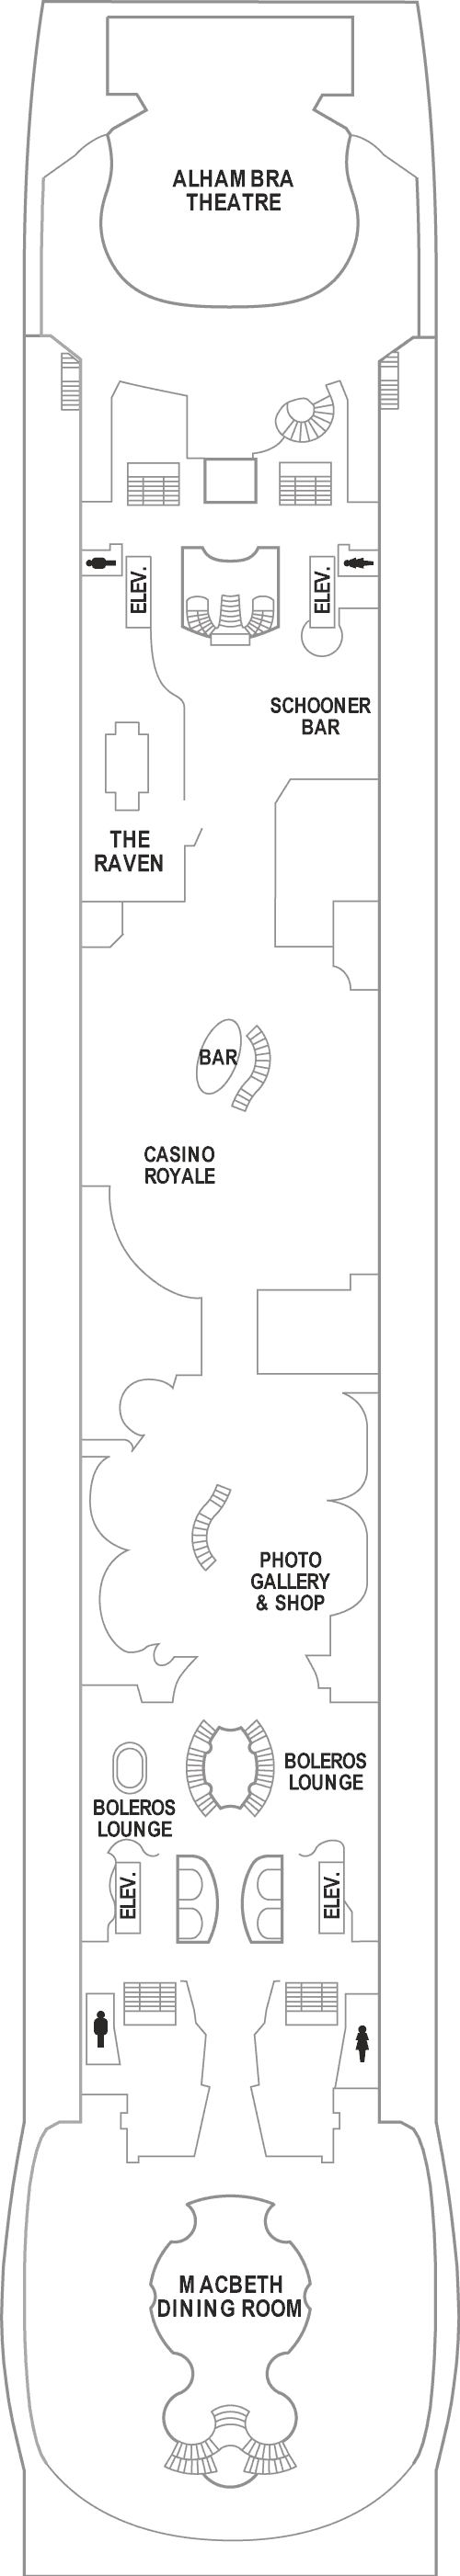 ALHAMBRA
THEATRE
ELEV.
ELEV.
SCHOONER
BAR
THE
RAVEN
BAR
CASINO
ROYALE
PHOTO
GALLERY
& SHOP
BOLEROS
LOUNGE
BOLEROS
LOUNGE
ELEV.
ELEV.
MACBETH
DINING ROOM